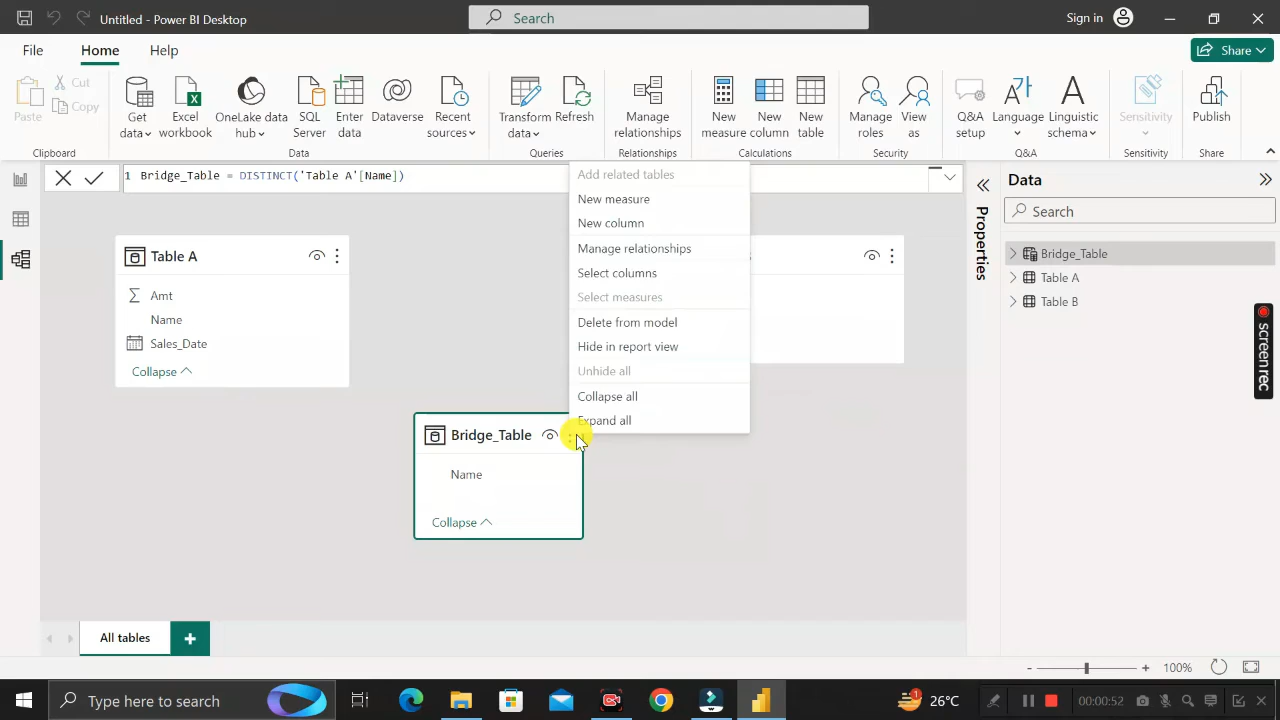 Untitled - Power BI Desktop
Search
Sign in
File
Home
Help
Share
Paste
Cut
Copy
Clipboard
Get data
Excel workbook
OneLake data hub
SQL Server
Enter data
Dataverse
Recent sources
Data
Transform data
Refresh
Queries
Manage relationships
Relationships
New measure
New column
New table
Calculations
Manage roles
View as
Security
Q&A setup
Language
Linguistic schema
Q&A
Sensitivity
Sensitivity
Publish
Share
1 Bridge_Table = DISTINCT('Table A'[Name])
Add related tables
New measure
New column
Manage relationships
Select columns
Select measures
Delete from model
Hide in report view
Unhide all
Collapse all
Expand all
Table A
Σ Amt
Name
Sales_Date
Collapse
Bridge_Table
Name
Collapse
Properties
Data
Search
Bridge_Table
Table A
Table B
screenrec
All tables
+
- + 100%
Type here to search
1
26°C
00:00:52